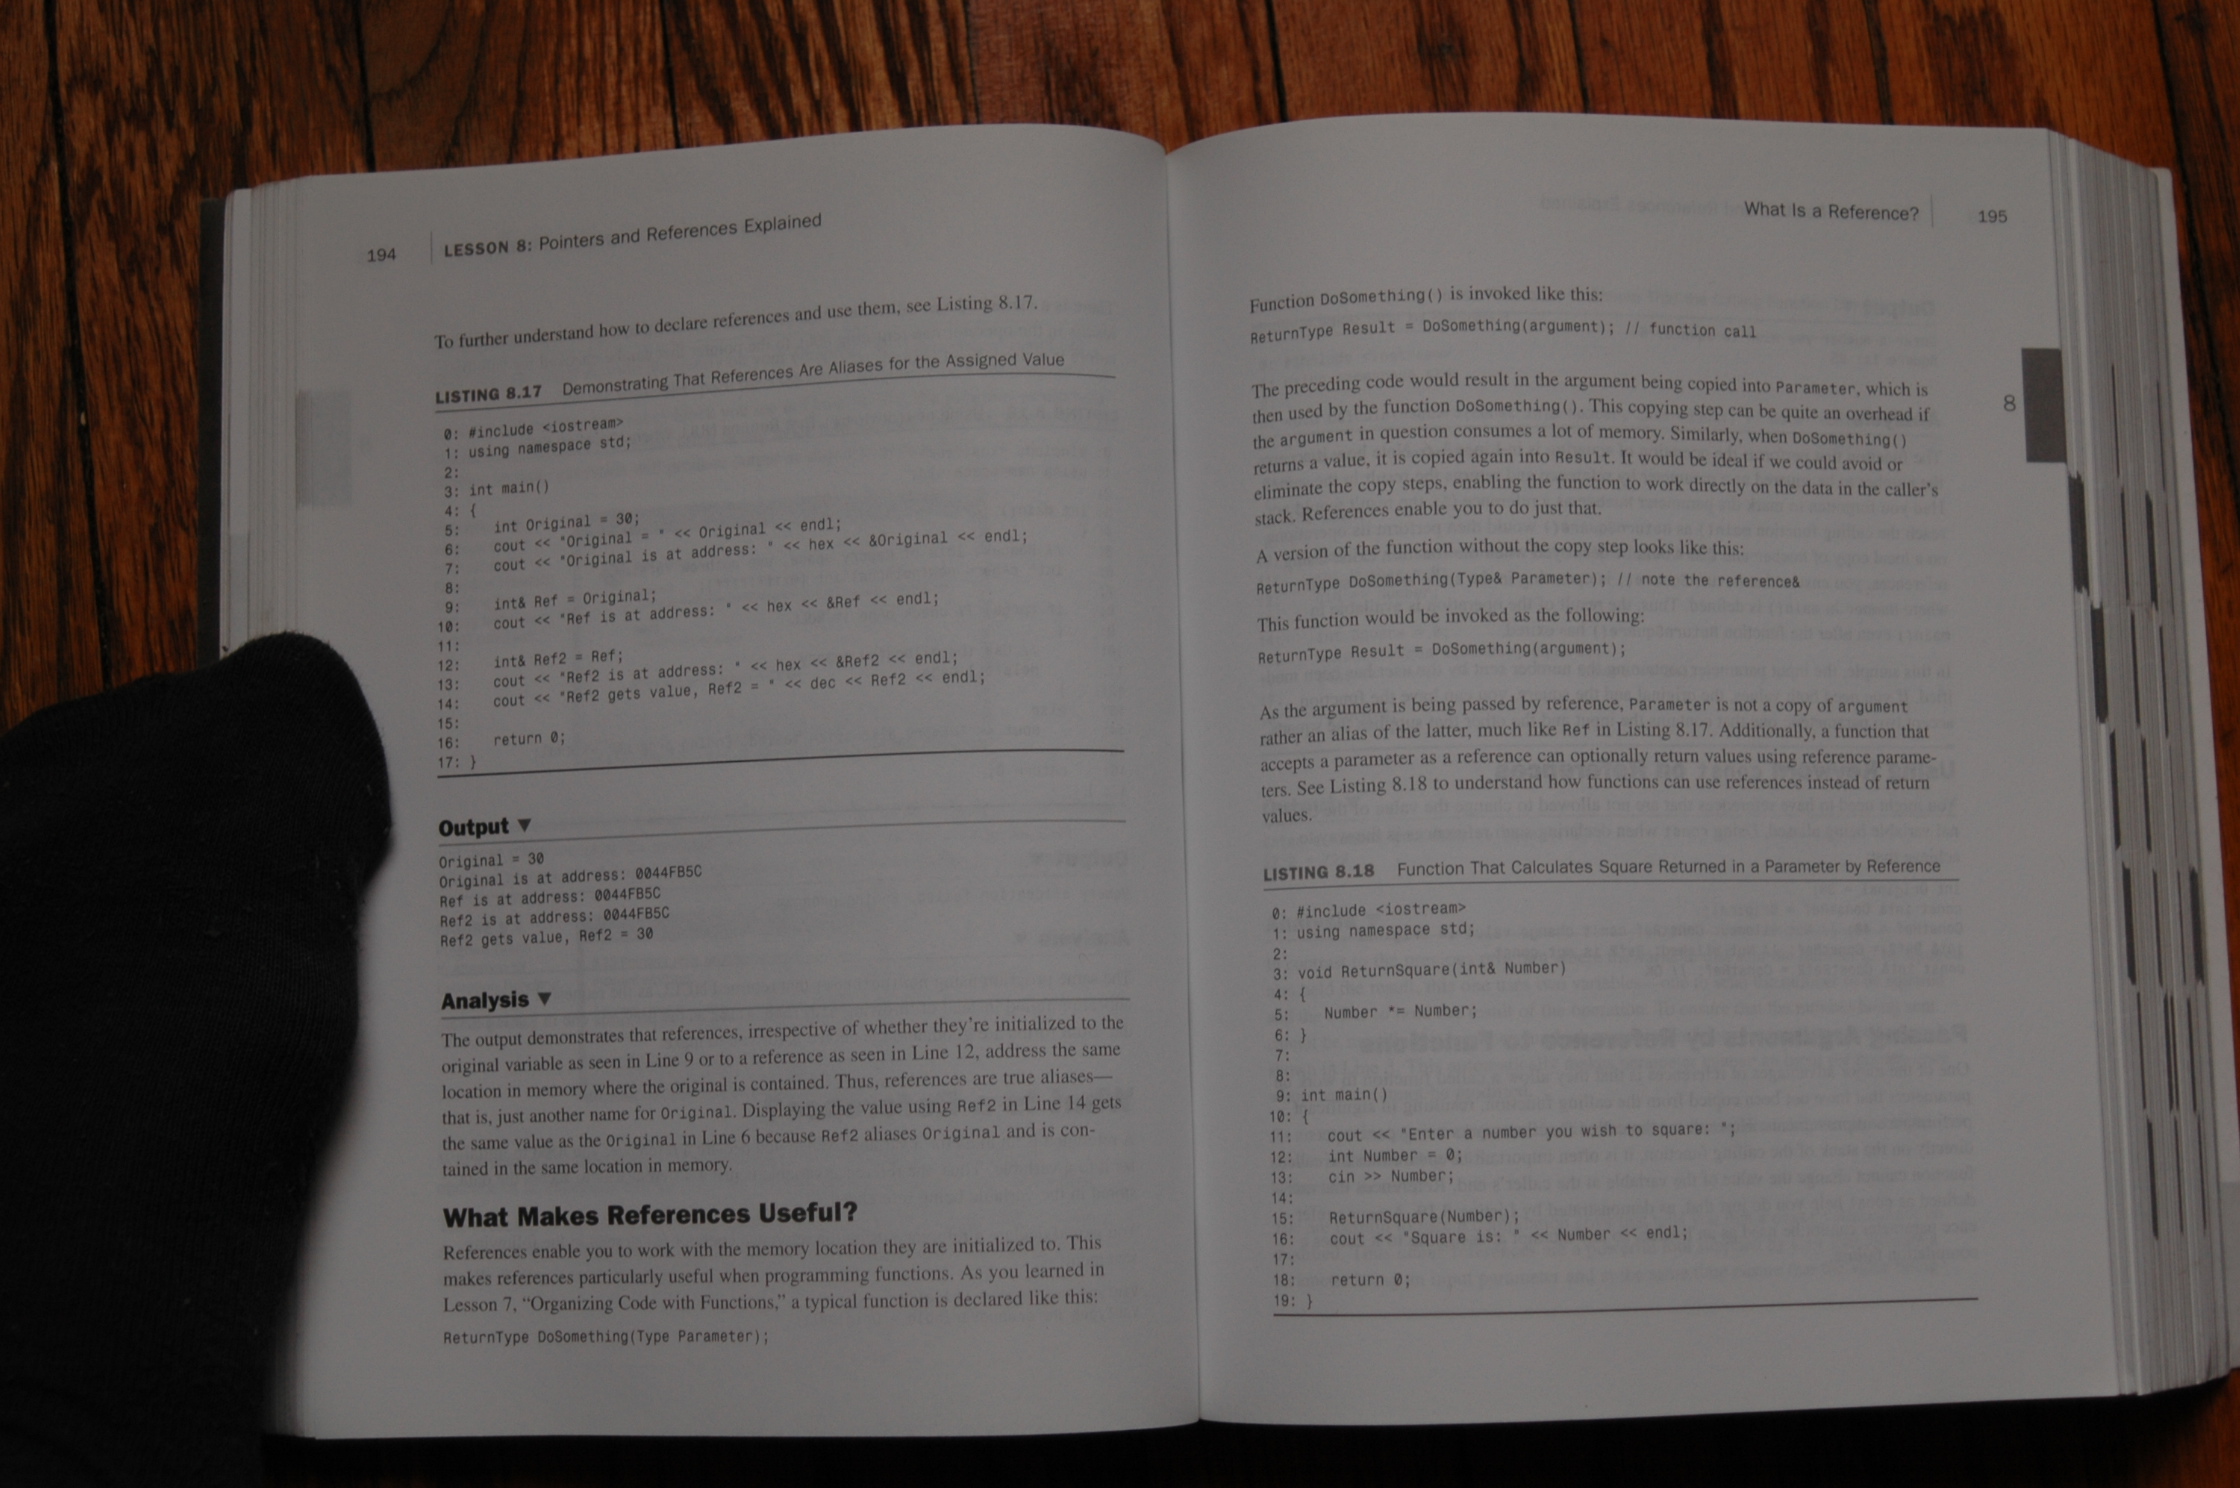 194 LESSON 8: Pointers and References Explained
To further understand how to declare references and use them, see Listing 8.17.
LISTING 8.17 Demonstrating That References Are Aliases for the Assigned Value
0: #include <iostream>
1: using namespace std;
2:
3: int main()
4: {
5: int Original = 30;
6: cout << "Original = " << Original << endl;
7: cout << "Original is at address: " << hex << &Original << endl;
8:
9: int& Ref = Original;
10: cout << "Ref is at address: " << hex << &Ref << endl;
11:
12: int& Ref2 = Ref;
13: cout << "Ref2 is at address: " << hex << &Ref2 << endl;
14: cout << "Ref2 gets value, Ref2 = " << dec << Ref2 << endl;
15:
16: return 0;
17: }
Output ▼
Original = 30
Original is at address: 0044FB5C
Ref is at address: 0044FB5C
Ref2 is at address: 0044FB5C
Ref2 gets value, Ref2 = 30
Analysis ▼
The output demonstrates that references, irrespective of whether they're initialized to the
original variable as seen in Line 9 or to a reference as seen in Line 12, address the same
location in memory where the original is contained. Thus, references are true aliases—
that is, just another name for Original. Displaying the value using Ref2 in Line 14 gets
the same value as the Original in Line 6 because Ref2 aliases Original and is con-
tained in the same location in memory.
What Makes References Useful?
References enable you to work with the memory location they are initialized to. This
makes references particularly useful when programming functions. As you learned in
Lesson 7, "Organizing Code with Functions," a typical function is declared like this:
ReturnType DoSomething(Type Parameter);
What Is a Reference? 195
8
Function DoSomething() is invoked like this:
ReturnType Result = DoSomething(argument); // function call
The preceding code would result in the argument being copied into Parameter, which is
then used by the function DoSomething(). This copying step can be quite an overhead if
the argument in question consumes a lot of memory. Similarly, when DoSomething()
returns a value, it is copied again into Result. It would be ideal if we could avoid or
eliminate the copy steps, enabling the function to work directly on the data in the caller's
stack. References enable you to do just that.
A version of the function without the copy step looks like this:
ReturnType DoSomething(Type& Parameter); // note the reference&
This function would be invoked as the following:
ReturnType Result = DoSomething(argument);
As the argument is being passed by reference, Parameter is not a copy of argument
rather an alias of the latter, much like Ref in Listing 8.17. Additionally, a function that
accepts a parameter as a reference can optionally return values using reference parame-
ters. See Listing 8.18 to understand how functions can use references instead of return
values.
LISTING 8.18 Function That Calculates Square Returned in a Parameter by Reference
0: #include <iostream>
1: using namespace std;
2:
3: void ReturnSquare(int& Number)
4: {
5: Number *= Number;
6: }
7:
8:
9: int main()
10: {
11: cout << "Enter a number you wish to square: ";
12: int Number = 0;
13: cin >> Number;
14:
15: ReturnSquare(Number);
16: cout << "Square is: " << Number << endl;
17:
18: return 0;
19: }